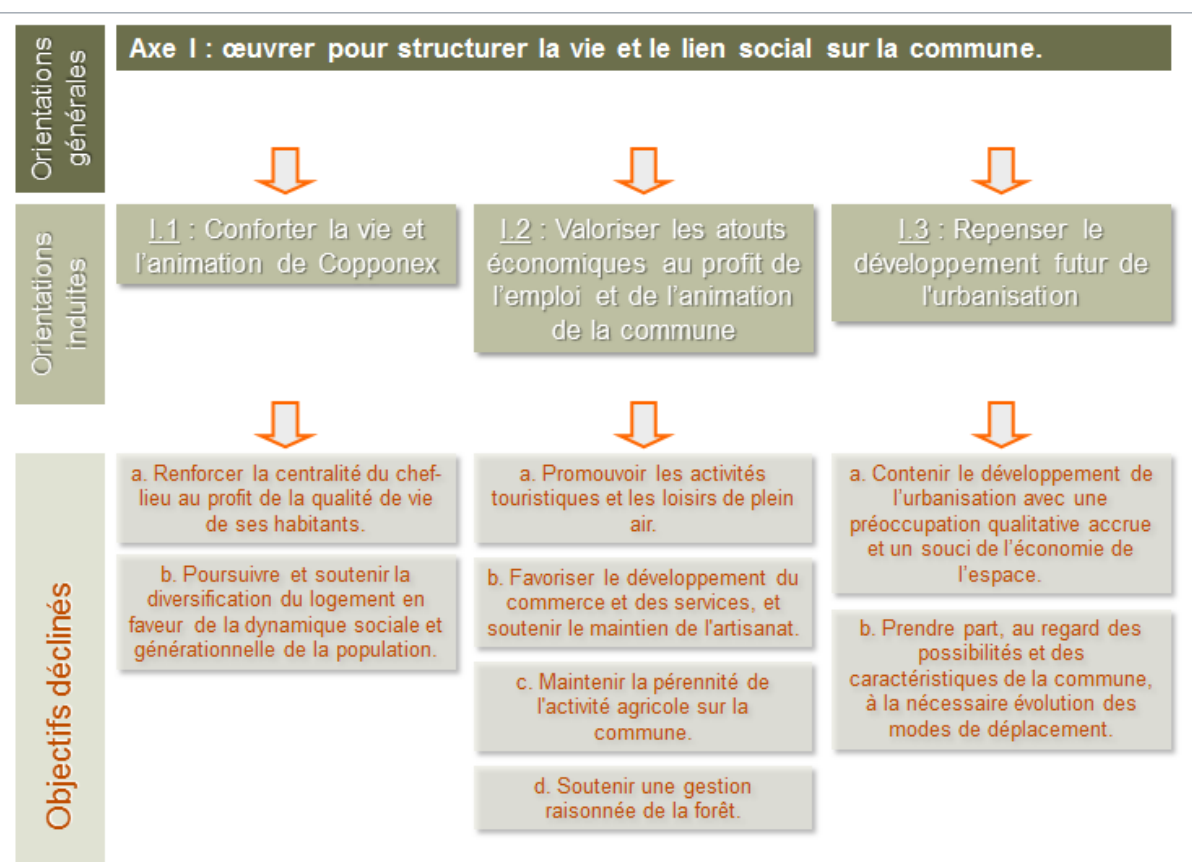 Orientations
générales
Axe I : œuvrer pour structurer la vie et le lien social sur la commune.
Orientations
induites
I.1 : Conforter la vie et
l'animation de Copponex
I.2 : Valoriser les atouts
économiques au profit de
l'emploi et de l'animation
de la commune
I.3 : Repenser le
développement futur de
l'urbanisation
Objectifs déclinés
a. Renforcer la centralité du chef-
lieu au profit de la qualité de vie
de ses habitants.
b. Poursuivre et soutenir la
diversification du logement en
faveur de la dynamique sociale et
générationnelle de la population.
a. Promouvoir les activités
touristiques et les loisirs de plein
air.
b. Favoriser le développement du
commerce et des services, et
soutenir le maintien de l'artisanat.
c. Maintenir la pérennité de
l'activité agricole sur la
commune.
d. Soutenir une gestion
raisonnée de la forêt.
a. Contenir le développement de
l'urbanisation avec une
préoccupation qualitative accrue
et un souci de l'économie de
l'espace.
b. Prendre part, au regard des
possibilités et des
caractéristiques de la commune,
à la nécessaire évolution des
modes de déplacement.